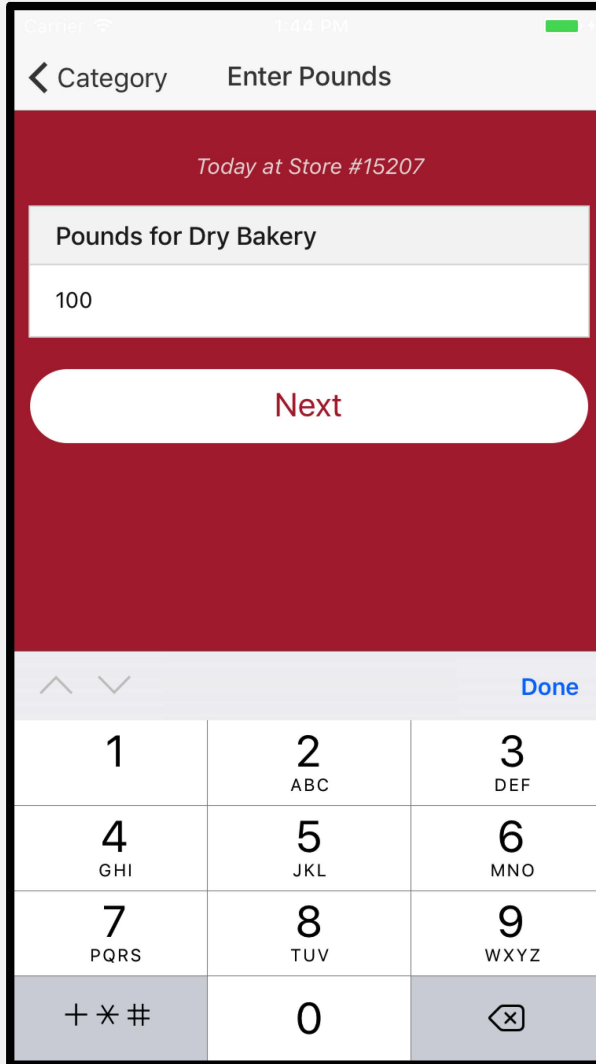 Carrier 1:44 PM
Category Enter Pounds
Today at Store #15207
Pounds for Dry Bakery
100
Next
Done
1 2 3
ABC DEF
4 5 6
GHI JKL MNO
7 8 9
PQRS TUV WXYZ
+*# 0